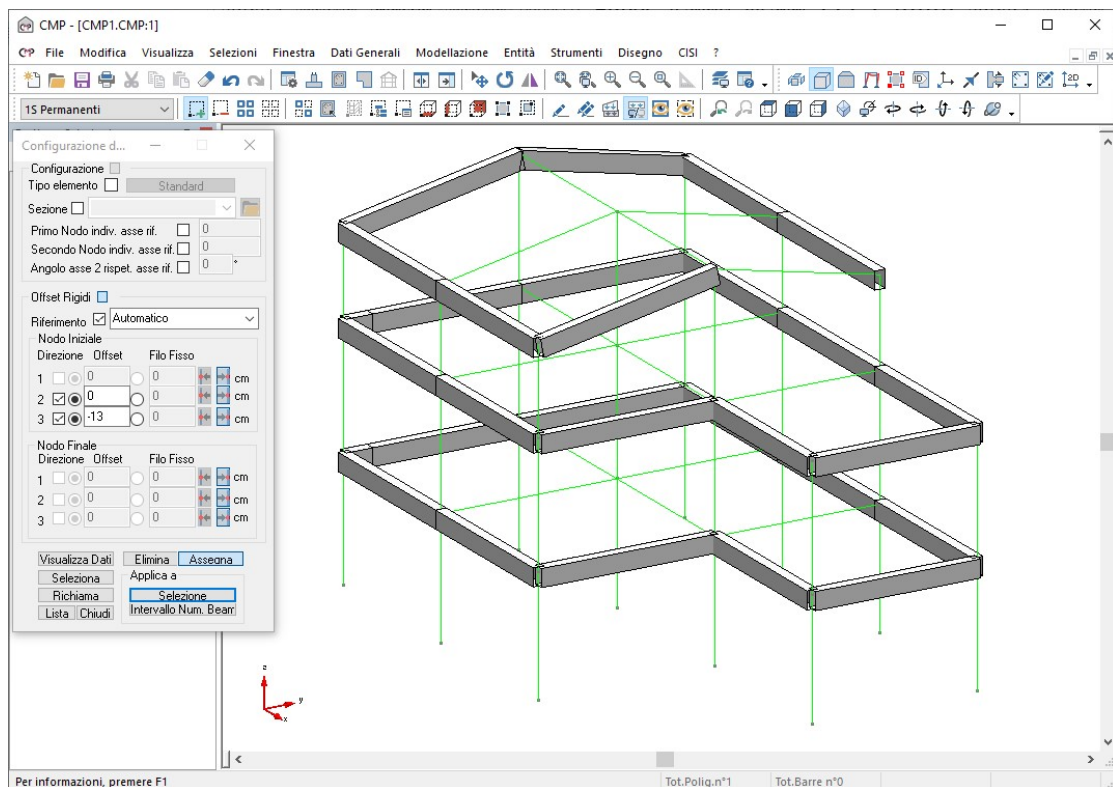 CMP - [CMP1.CMP:1]
CMP File Modifica Visualizza Selezioni Finestra Dati Generali Modellazione Entità Strumenti Disegno CISI ?
2D
1S Permanenti
Configurazione d...
Configurazione
Tipo elemento Standard
Sezione
Primo Nodo indiv. asse rif. 0
Secondo Nodo indiv. asse rif. 0
Angolo asse 2 rispet. asse rif. 0 °
Offset Rigidi
Riferimento Automatico
Nodo Iniziale
Direzione Offset Filo Fisso
1 0 0 cm
2 0 0 cm
3 -13 0 cm
Nodo Finale
Direzione Offset Filo Fisso
1 0 0 cm
2 0 0 cm
3 0 0 cm
Visualizza Dati Elimina Assegna
Seleziona Applica a
Richiama Selezione
Lista Chiudi Intervallo Num. Beam
z
y
x
Per informazioni, premere F1 Tot.Polig.n°1 Tot.Barre n°0